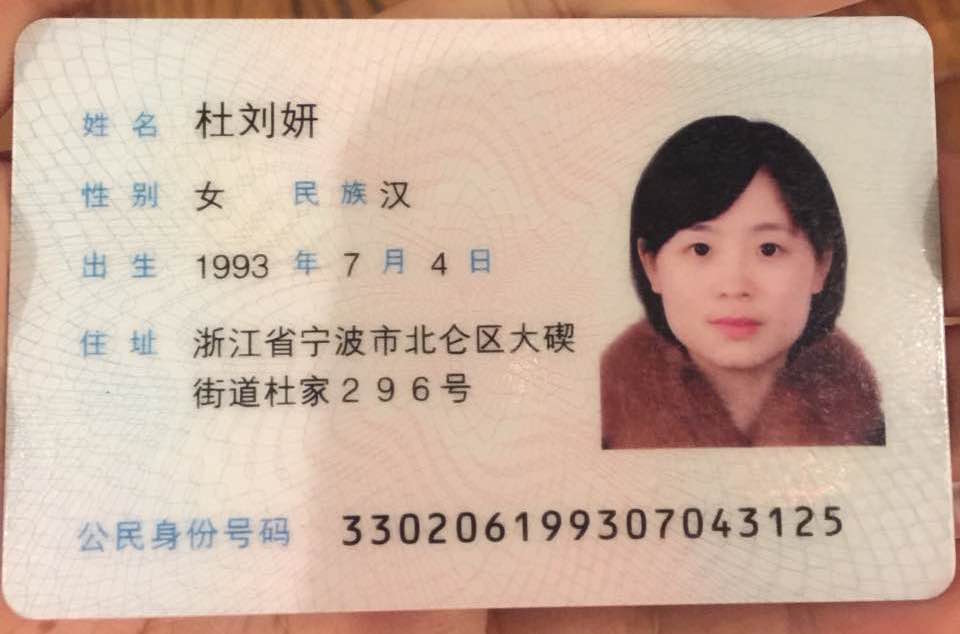 姓名 杜刘妍
性别 女 民族 汉
出生 1993 年 7 月 4 日
住址 浙江省宁波市北仑区大碶
街道杜家296号
公民身份号码 330206199307043125